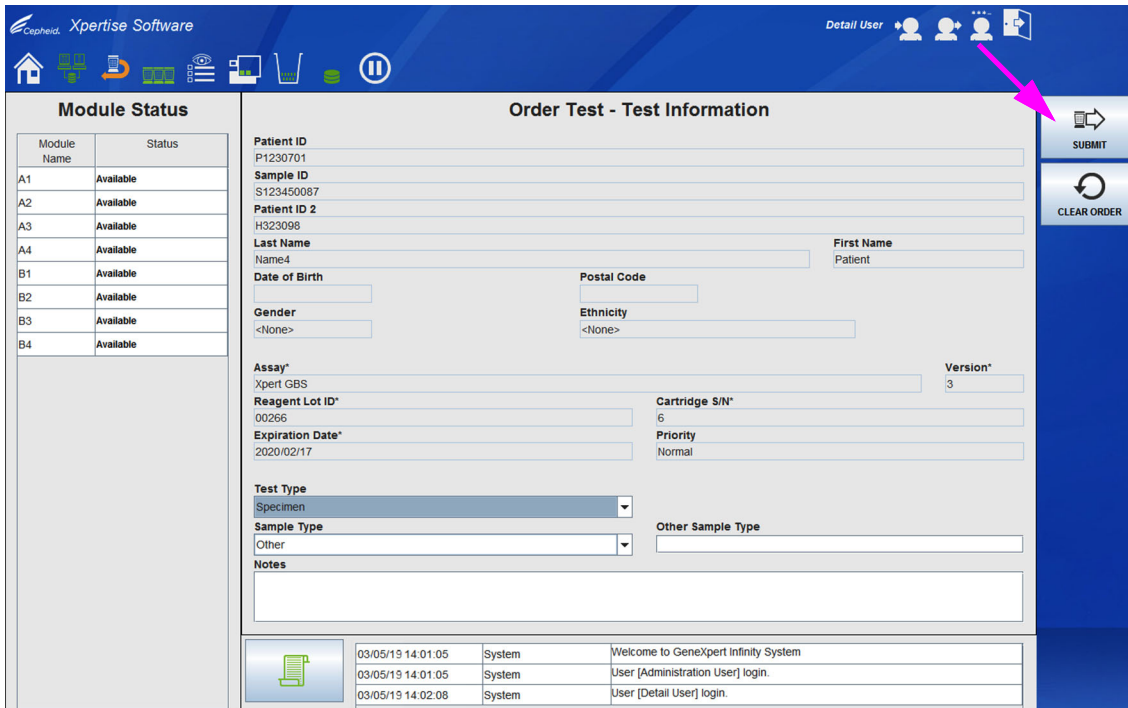 Cepheid. Xpertise Software
Detail User
Module Status
Module Name Status
A1 Available
A2 Available
A3 Available
A4 Available
B1 Available
B2 Available
B3 Available
B4 Available
Order Test - Test Information
Patient ID
P1230701
Sample ID
S123450087
Patient ID 2
H323098
Last Name First Name
Name4 Patient
Date of Birth Postal Code
Gender Ethnicity
<None> <None>
Assay* Version*
Xpert GBS 3
Reagent Lot ID* Cartridge S/N*
00266 6
Expiration Date* Priority
2020/02/17 Normal
Test Type
Specimen
Sample Type Other Sample Type
Other
Notes
03/05/19 14:01:05 System Welcome to GeneXpert Infinity System
03/05/19 14:01:05 System User [Administration User] login.
03/05/19 14:02:08 System User [Detail User] login.
SUBMIT
CLEAR ORDER